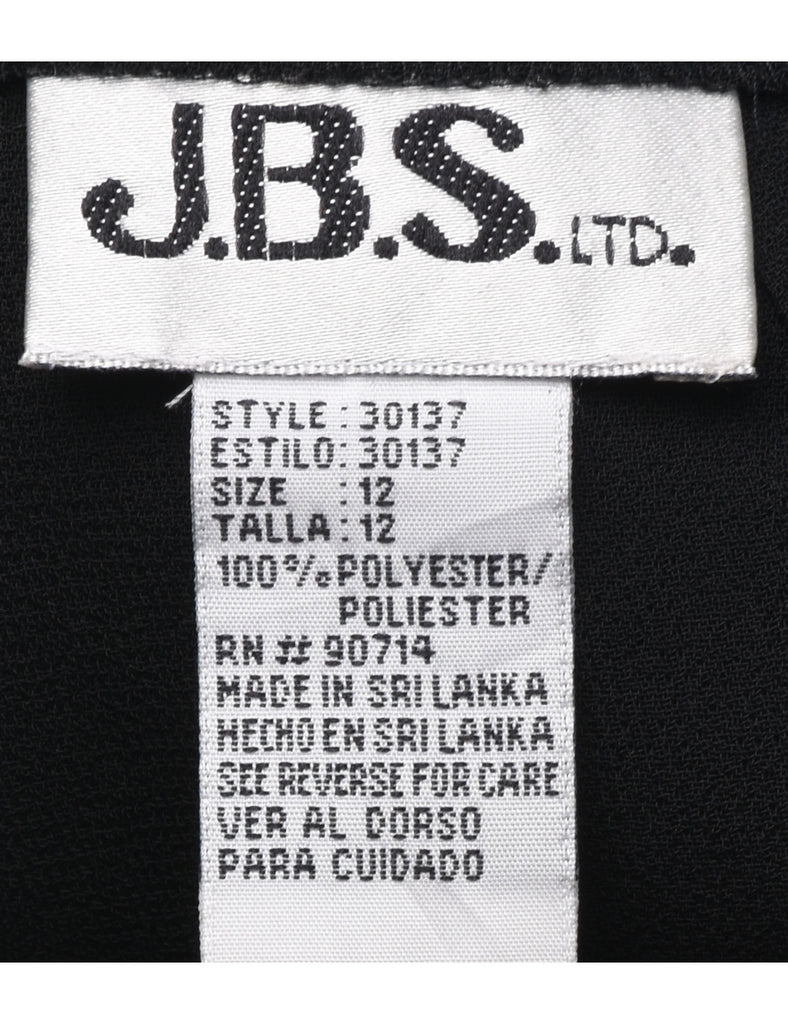 J.B.S. LTD.
STYLE : 30137
ESTILO: 30137
SIZE : 12
TALLA : 12
100% POLYESTER/
POLIESTER
RN # 90714
MADE IN SRI LANKA
HECHO EN SRI LANKA
SEE REVERSE FOR CARE
VER AL DORSO
PARA CUIDADO